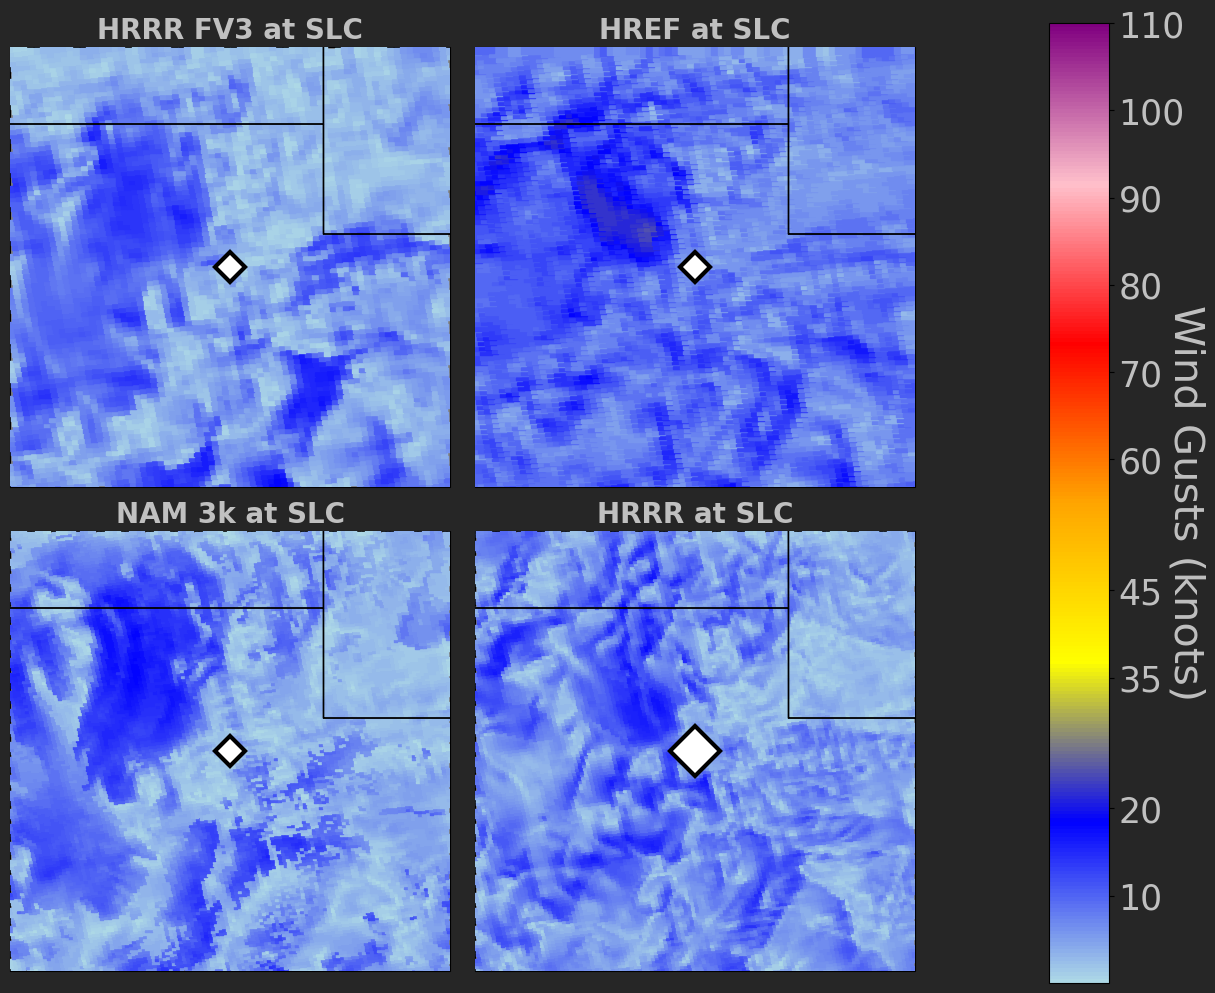 HRRR FV3 at SLC
HREF at SLC
NAM 3k at SLC
HRRR at SLC
110
100
90
80
70
60
45
35
20
10
Wind Gusts (knots)